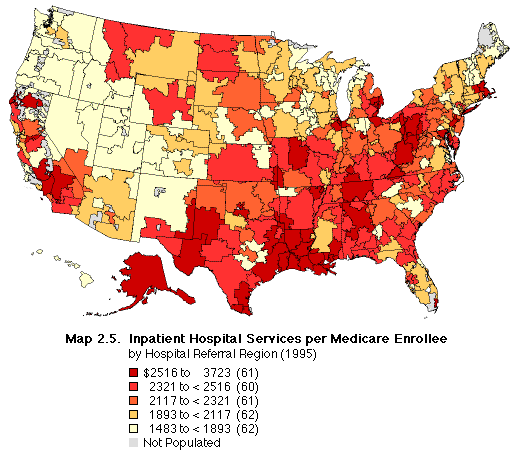 Map 2.5. Inpatient Hospital Services per Medicare Enrollee
by Hospital Referral Region (1995)
$2516 to 3723 (61)
2321 to < 2516 (60)
2117 to < 2321 (61)
1893 to < 2117 (62)
1483 to < 1893 (62)
Not Populated